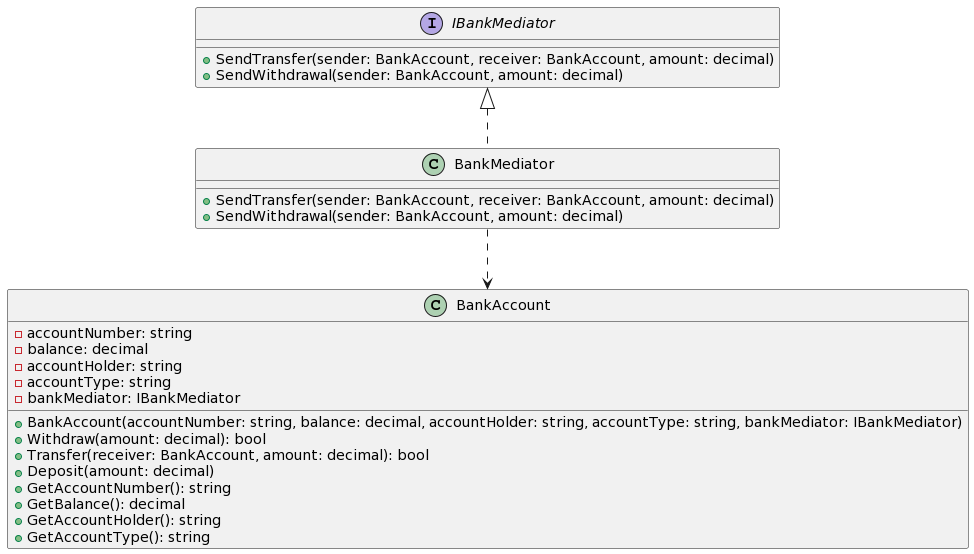 I IBankMediator
SendTransfer(sender: BankAccount, receiver: BankAccount, amount: decimal)
SendWithdrawal(sender: BankAccount, amount: decimal)
C BankMediator
SendTransfer(sender: BankAccount, receiver: BankAccount, amount: decimal)
SendWithdrawal(sender: BankAccount, amount: decimal)
C BankAccount
accountNumber: string
balance: decimal
accountHolder: string
accountType: string
bankMediator: IBankMediator
BankAccount(accountNumber: string, balance: decimal, accountHolder: string, accountType: string, bankMediator: IBankMediator)
Withdraw(amount: decimal): bool
Transfer(receiver: BankAccount, amount: decimal): bool
Deposit(amount: decimal)
GetAccountNumber(): string
GetBalance(): decimal
GetAccountHolder(): string
GetAccountType(): string